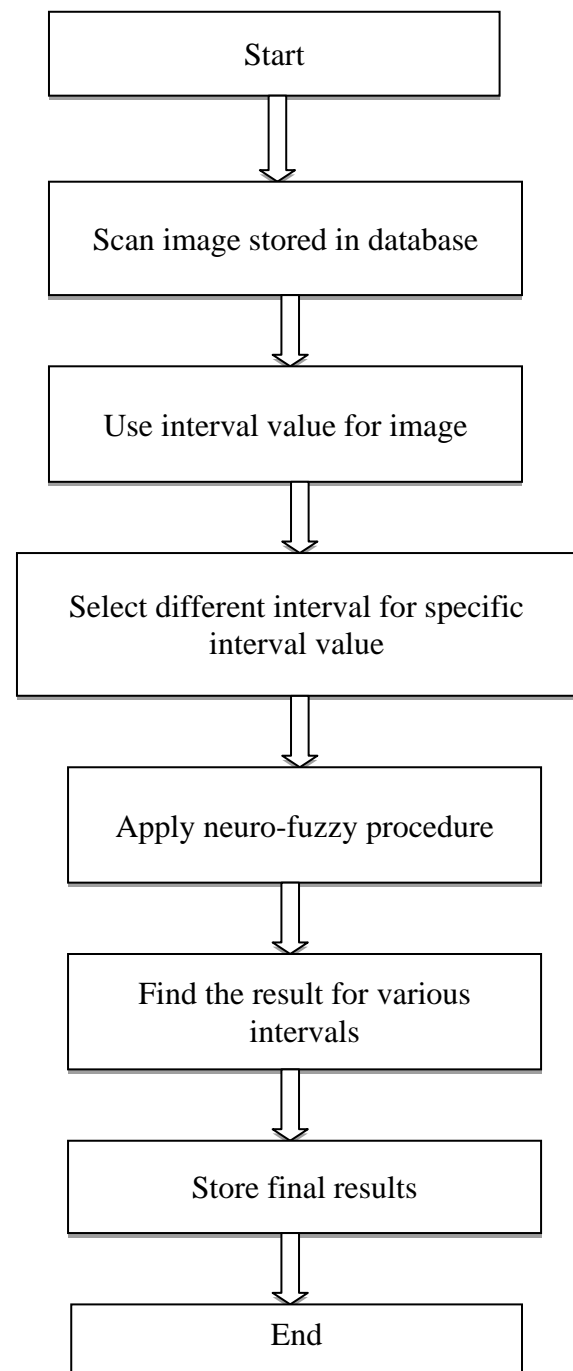 Start
Scan image stored in database
Use interval value for image
Select different interval for specific
interval value
Apply neuro-fuzzy procedure
Find the result for various
intervals
Store final results
End